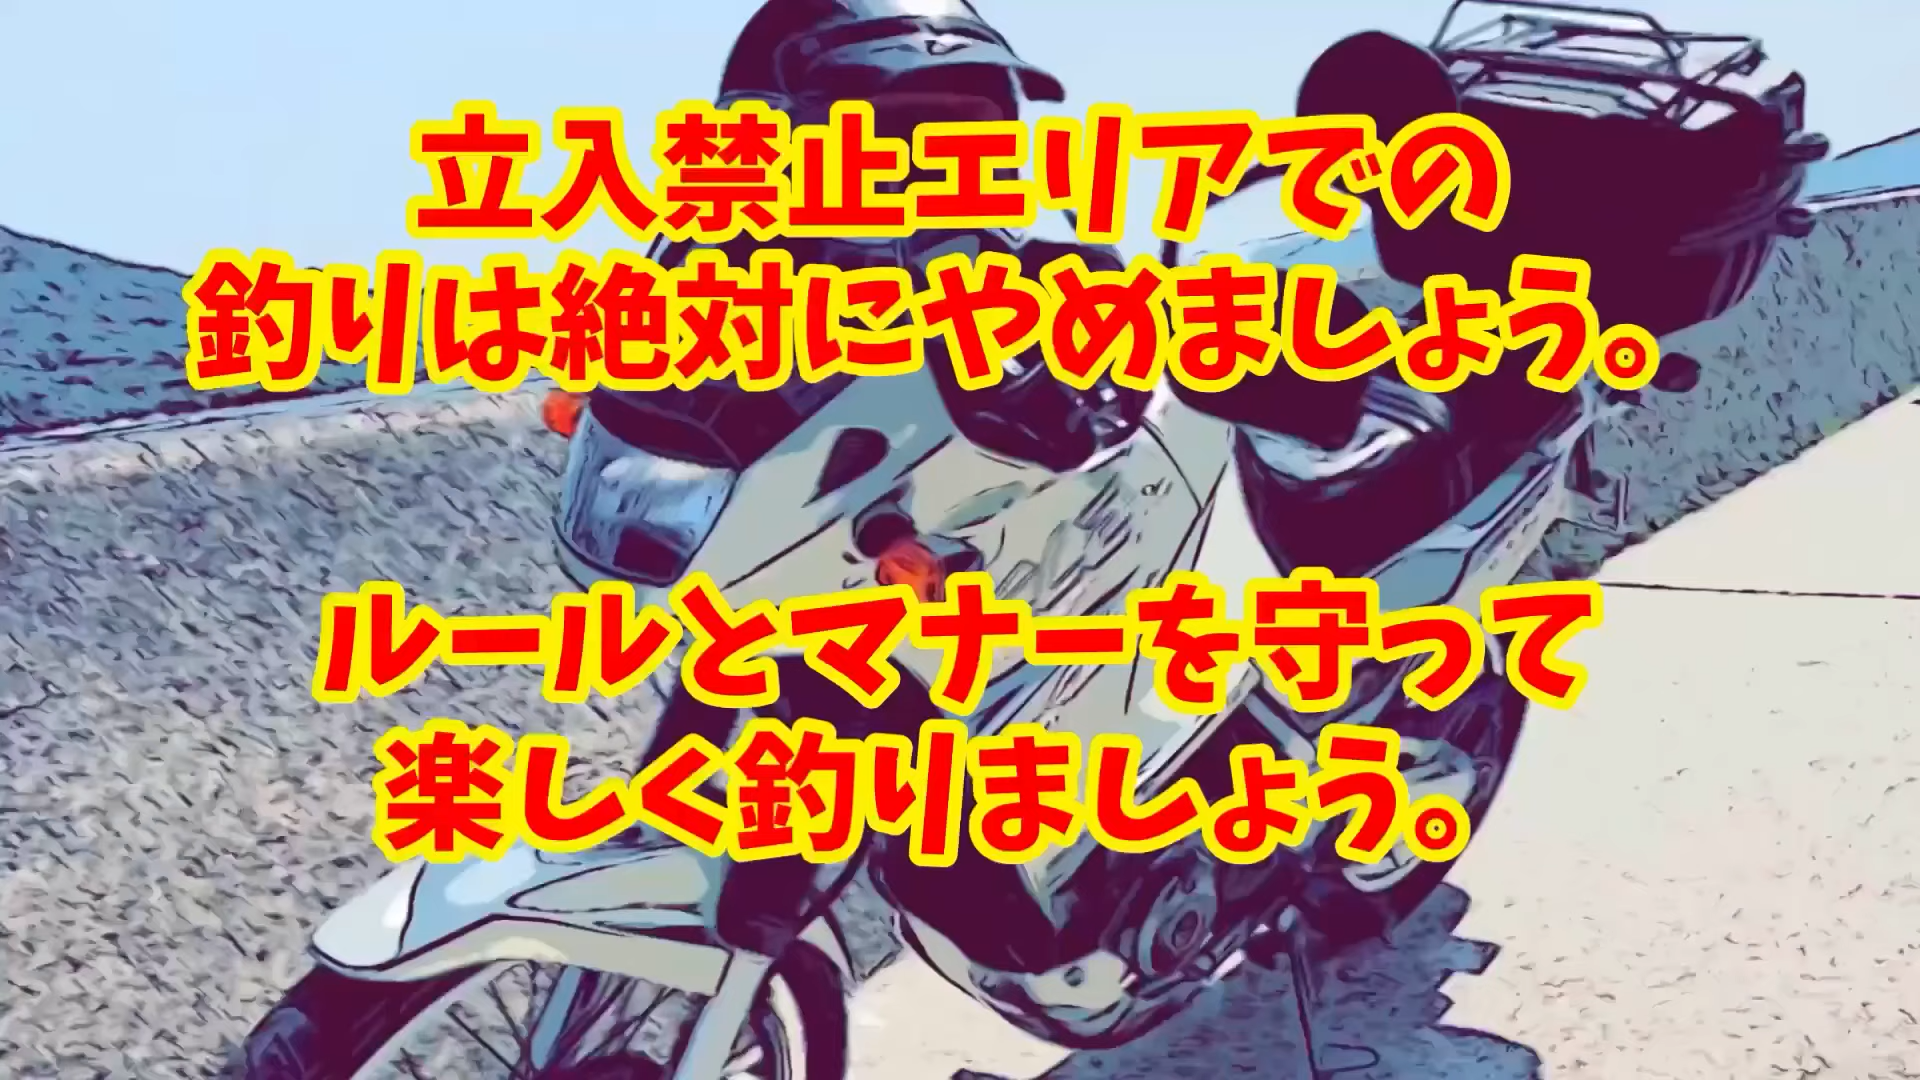 立入禁止エリアでの
釣りは絶対にやめましょう。
ルールとマナーを守って
楽しく釣りましょう。